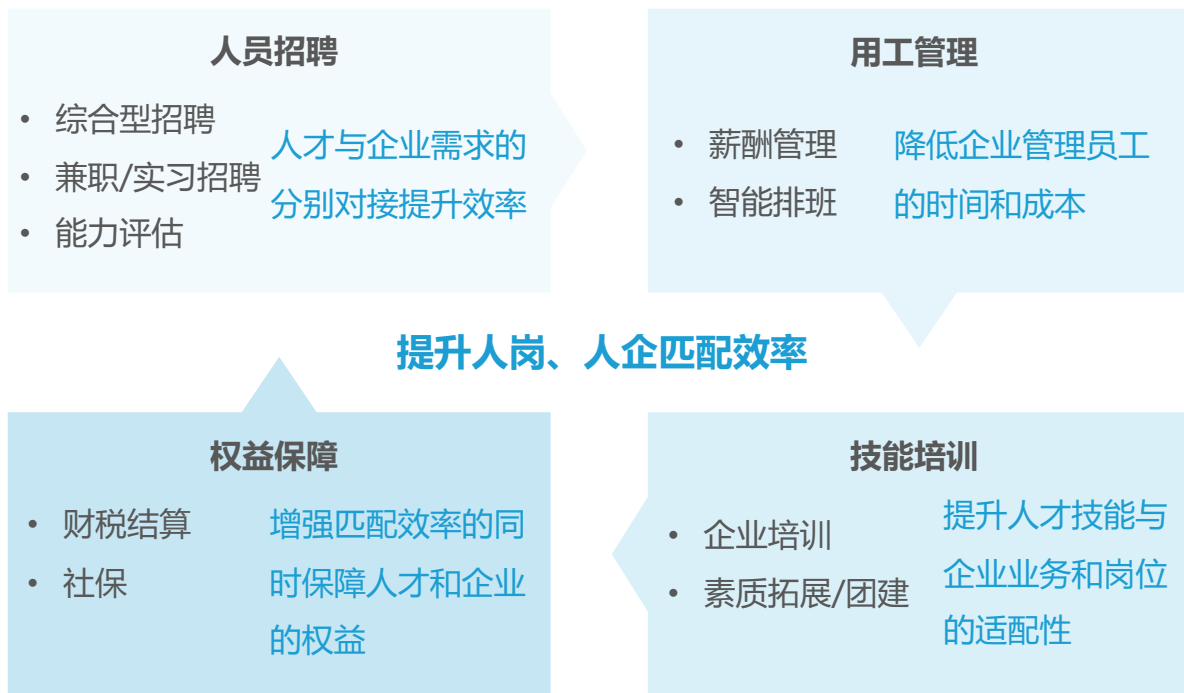 人员招聘
• 综合型招聘
• 兼职/实习招聘
• 能力评估
人才与企业需求的
分别对接提升效率
用工管理
• 薪酬管理
• 智能排班
降低企业管理员工
的时间和成本
提升人岗、人企匹配效率
权益保障
• 财税结算
• 社保
增强匹配效率的同
时保障人才和企业
的权益
技能培训
• 企业培训
• 素质拓展/团建
提升人才技能与
企业业务和岗位
的适配性